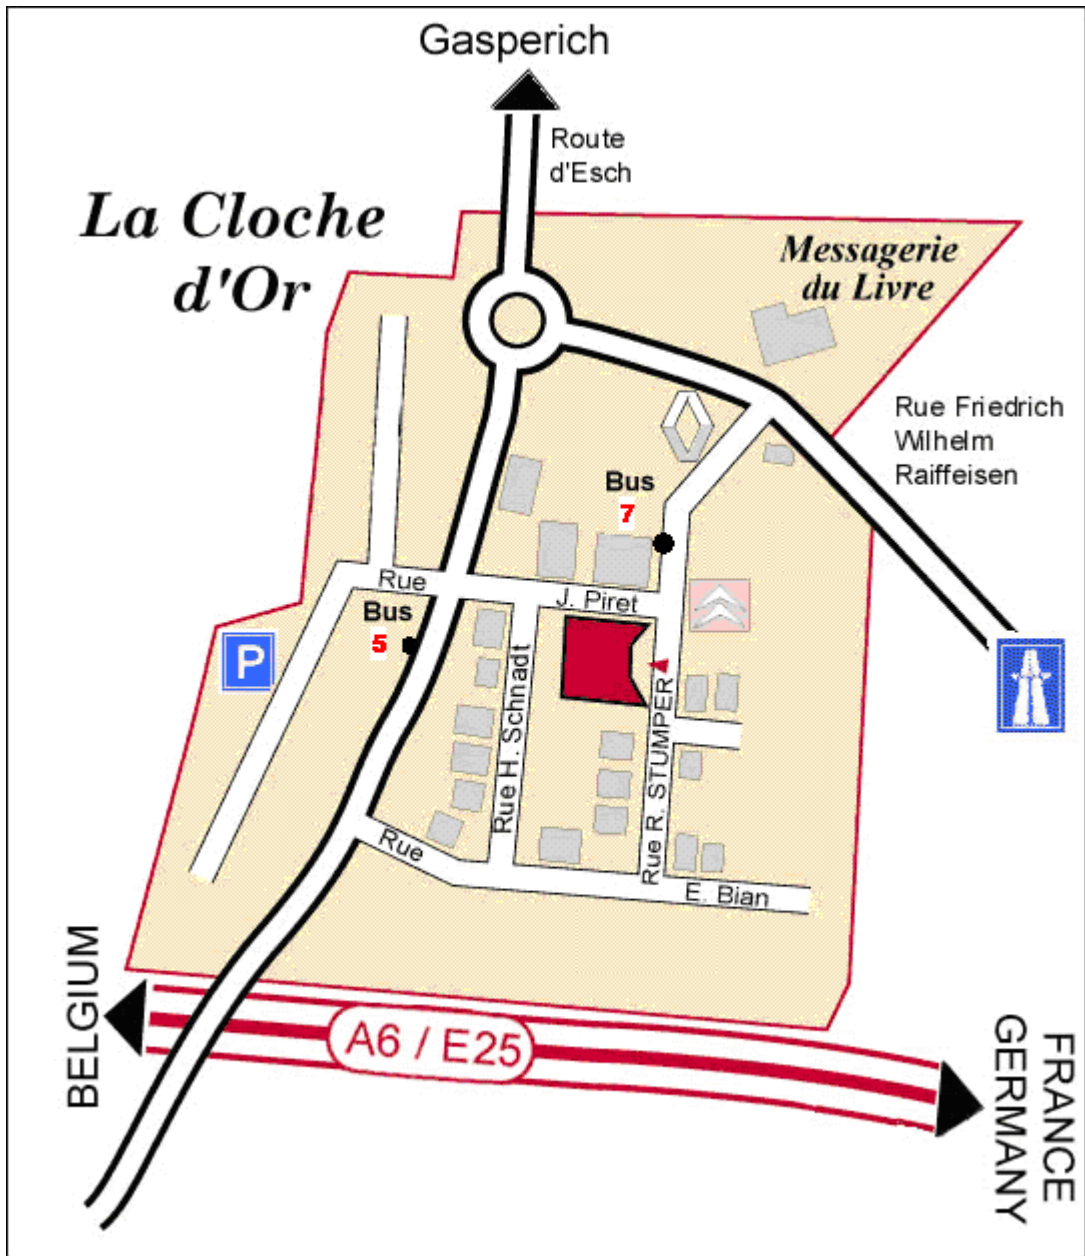 Gasperich
Route
d'Esch
La Cloche
d'Or
Messagerie
du Livre
Rue Friedrich
Wilhelm
Raiffeisen
Bus
7
Rue
J. Piret
Bus
5
P
Rue H. Schnadt
Rue R. STUMPER
Rue
E. Bian
BELGIUM
A6 / E25
FRANCE
GERMANY